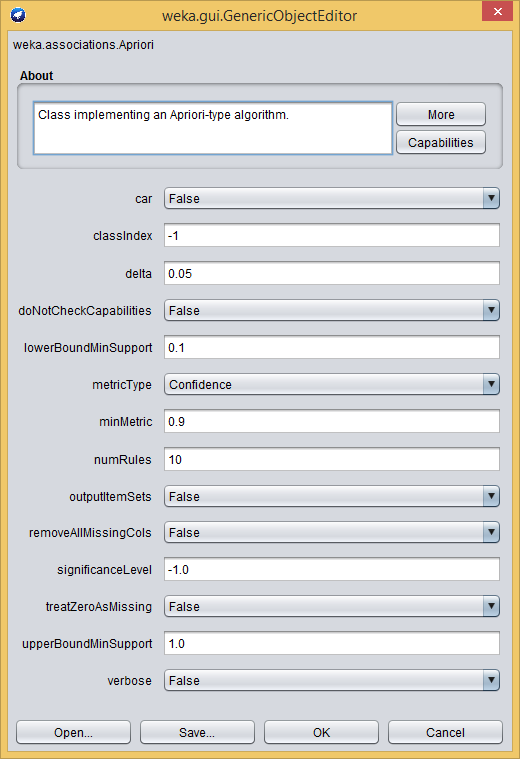 weka.gui.GenericObjectEditor
weka.associations.Apriori
About
Class implementing an Apriori-type algorithm.
More
Capabilities
car False
classIndex -1
delta 0.05
doNotCheckCapabilities False
lowerBoundMinSupport 0.1
metricType Confidence
minMetric 0.9
numRules 10
outputItemSets False
removeAllMissingCols False
significanceLevel -1.0
treatZeroAsMissing False
upperBoundMinSupport 1.0
verbose False
Open... Save... OK Cancel